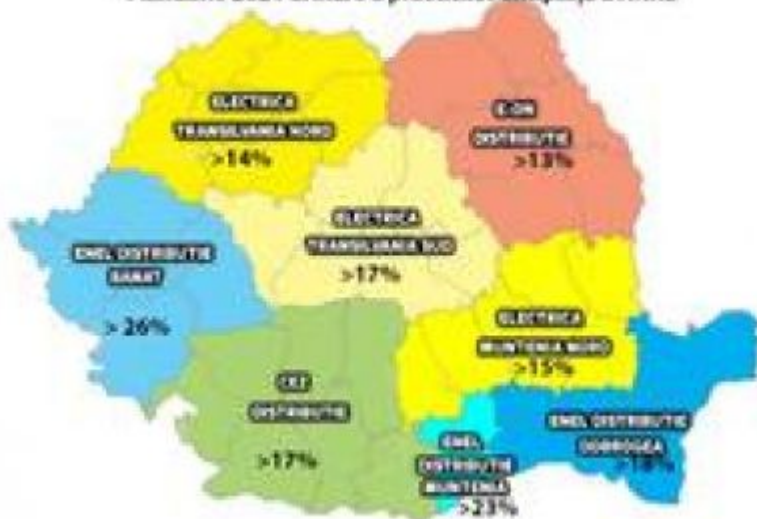 ELECTRICA
TRANSILVANIA NORD
>14%
E.ON
DISTRIBUTIE
>13%
ELECTRICA
TRANSILVANIA SUD
>17%
ENEL DISTRIBUTIE
BANAT
> 26%
ELECTRICA
MUNTENIA NORD
>15%
CEZ
DISTRIBUTIE
>17%
ENEL DISTRIBUTIE
DOBROGEA
>18%
ENEL
DISTRIBUTIE
MUNTENIA
>23%